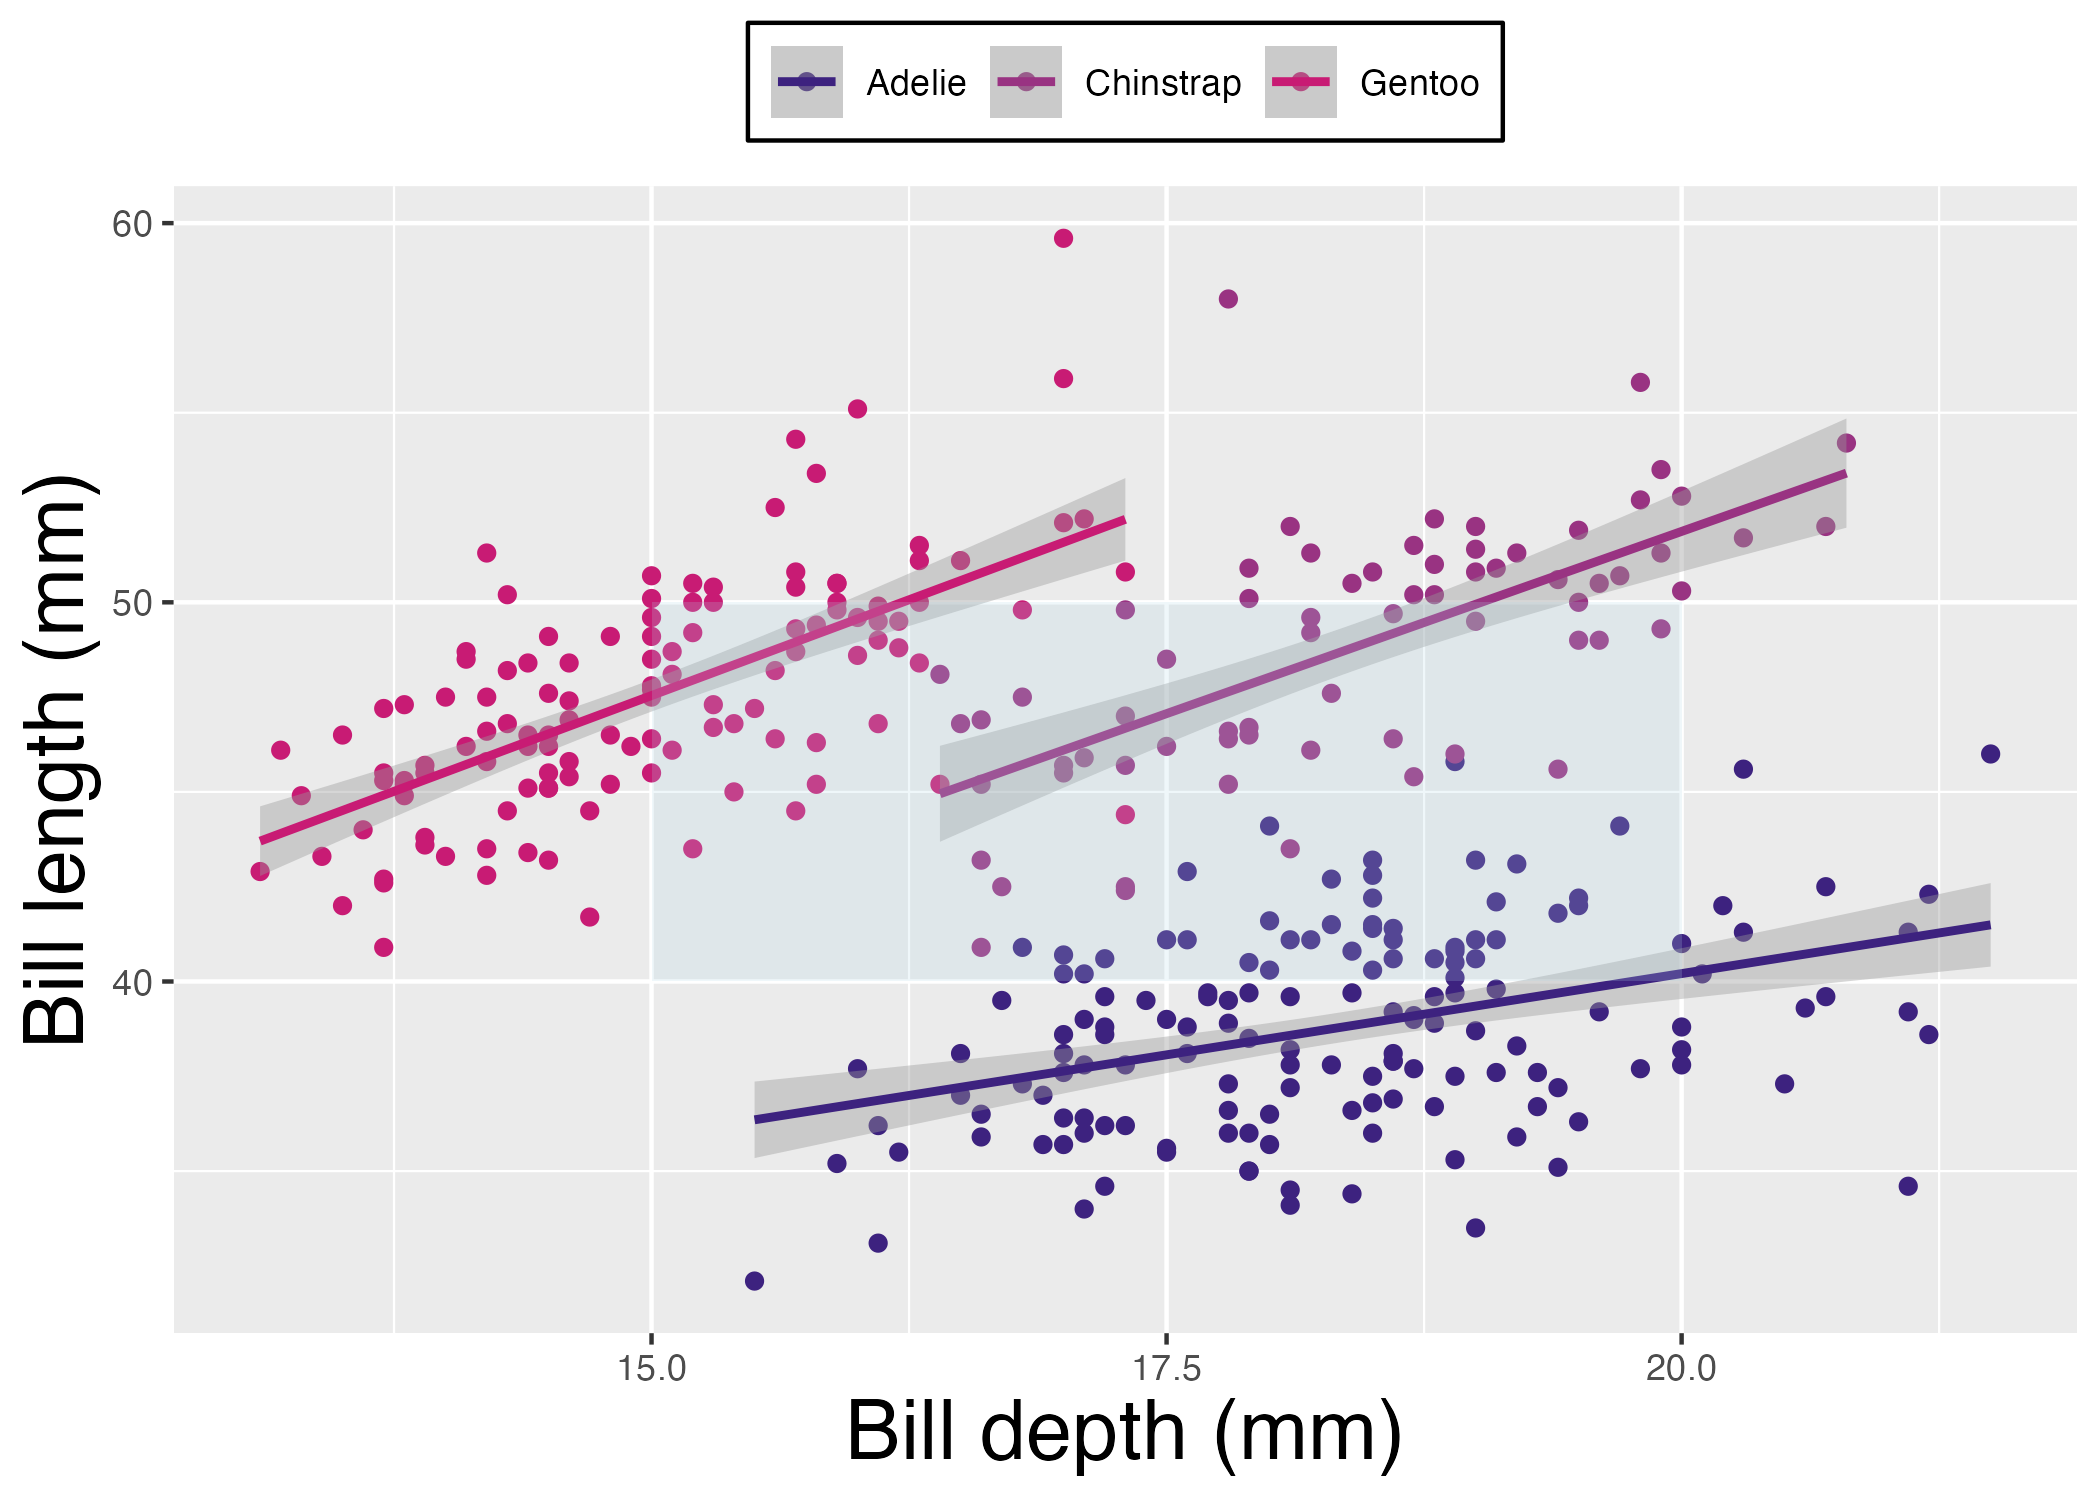 Adelie Chinstrap Gentoo
60
50
40
Bill length (mm)
15.0 17.5 20.0
Bill depth (mm)